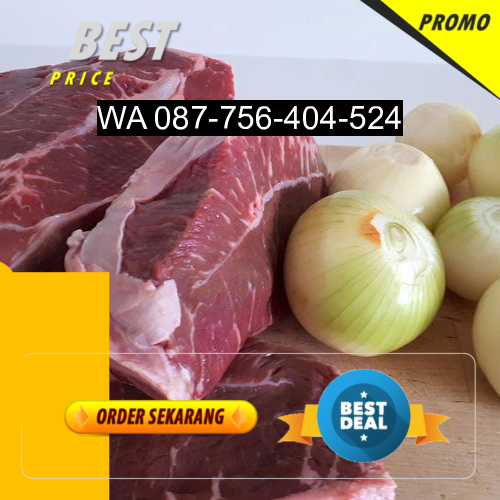 BEST
PRICE
PROMO
WA 087-756-404-524
ORDER SEKARANG
BEST
DEAL